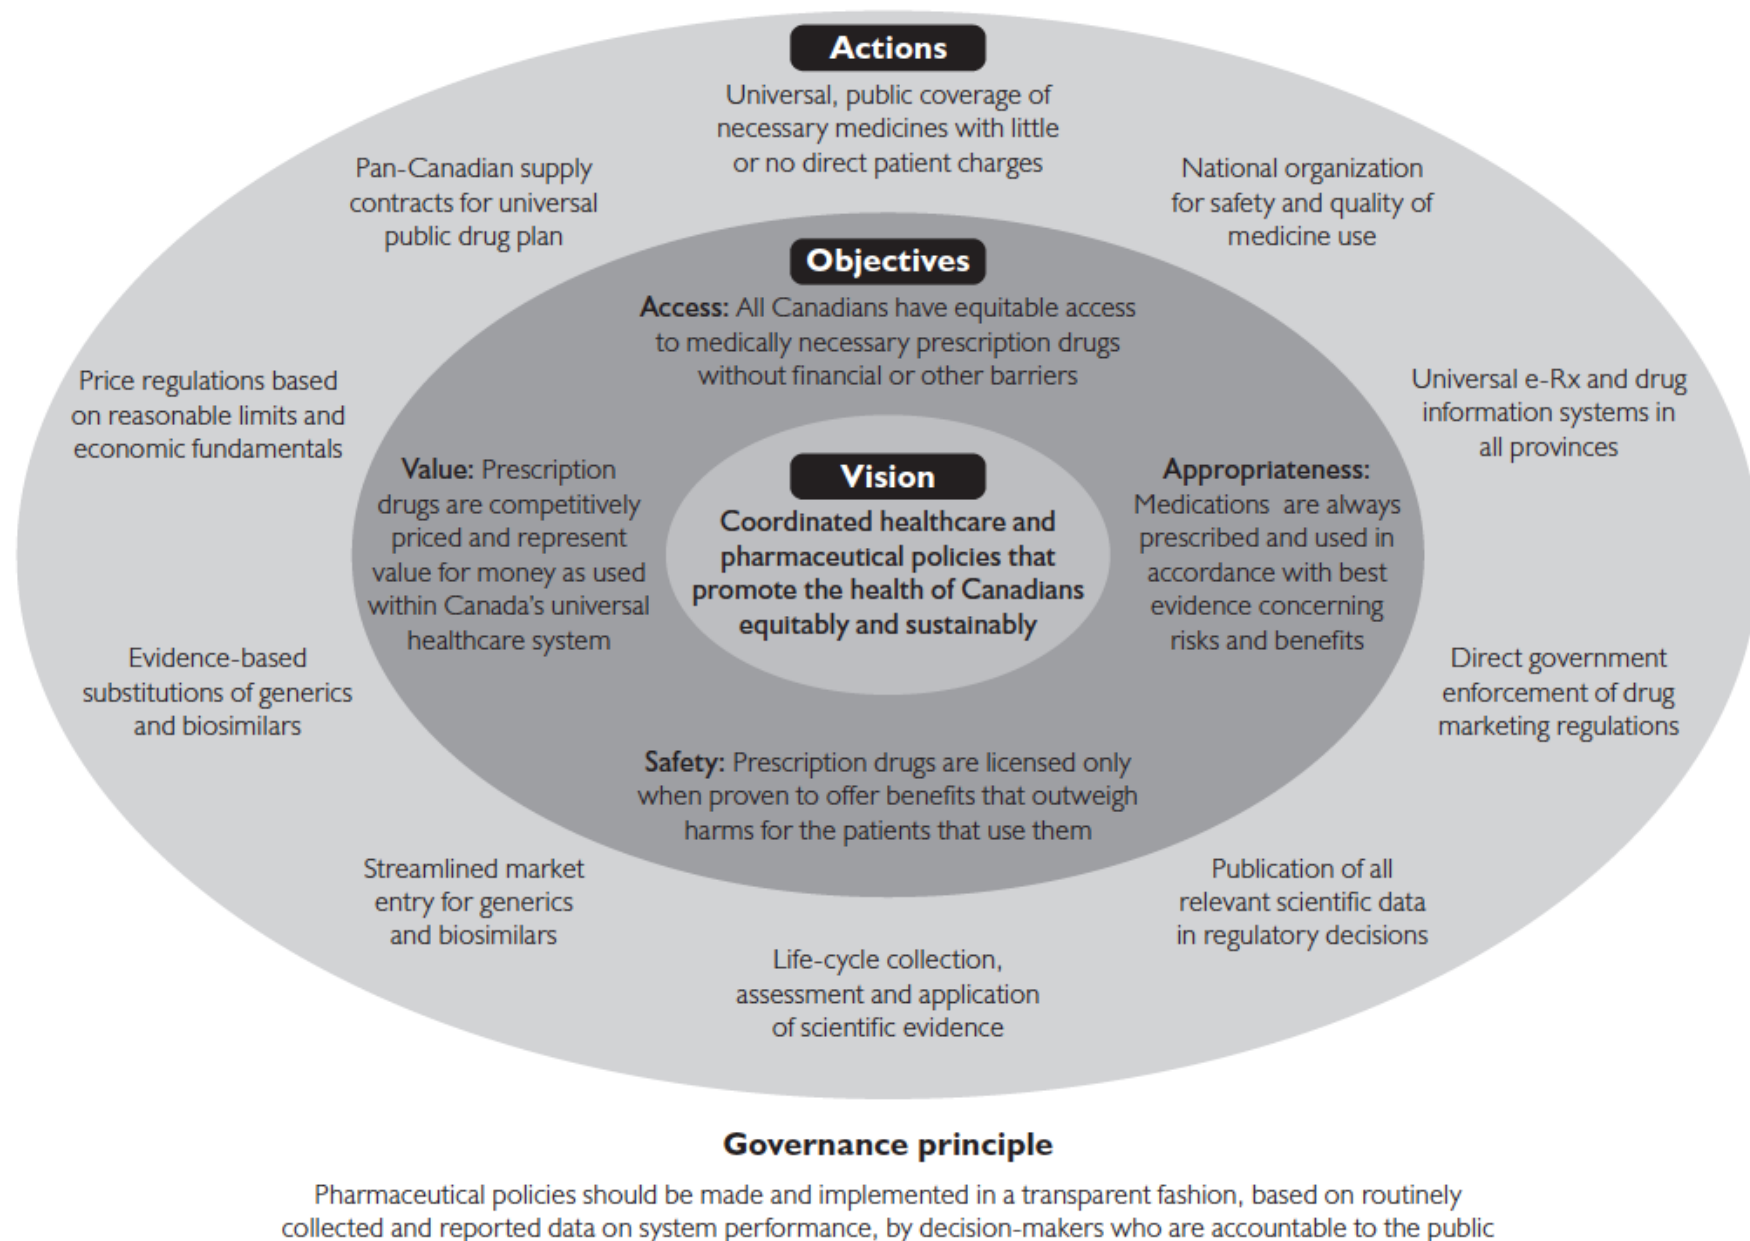 Actions
Universal, public coverage of
necessary medicines with little
or no direct patient charges
Pan-Canadian supply
contracts for universal
public drug plan
National organization
for safety and quality of
medicine use
Objectives
Access: All Canadians have equitable access
to medically necessary prescription drugs
without financial or other barriers
Price regulations based
on reasonable limits and
economic fundamentals
Universal e-Rx and drug
information systems in
all provinces
Value: Prescription
drugs are competitively
priced and represent
value for money as used
within Canada's universal
healthcare system
Vision
Coordinated healthcare and
pharmaceutical policies that
promote the health of Canadians
equitably and sustainably
Appropriateness:
Medications are always
prescribed and used in
accordance with best
evidence concerning
risks and benefits
Evidence-based
substitutions of generics
and biosimilars
Direct government
enforcement of drug
marketing regulations
Safety: Prescription drugs are licensed only
when proven to offer benefits that outweigh
harms for the patients that use them
Streamlined market
entry for generics
and biosimilars
Publication of all
relevant scientific data
in regulatory decisions
Life-cycle collection,
assessment and application
of scientific evidence
Governance principle
Pharmaceutical policies should be made and implemented in a transparent fashion, based on routinely
collected and reported data on system performance, by decision-makers who are accountable to the public